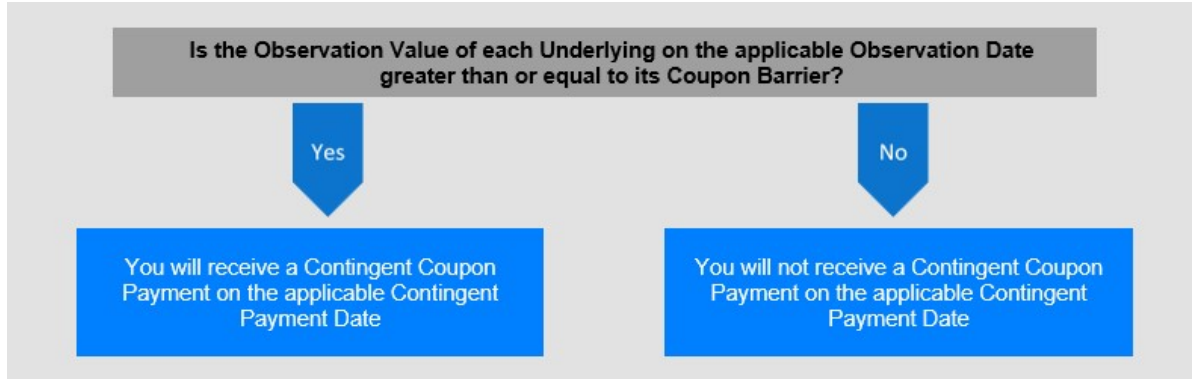 Is the Observation Value of each Underlying on the applicable Observation Date
greater than or equal to its Coupon Barrier?
Yes
No
You will receive a Contingent Coupon
Payment on the applicable Contingent
Payment Date
You will not receive a Contingent Coupon
Payment on the applicable Contingent
Payment Date